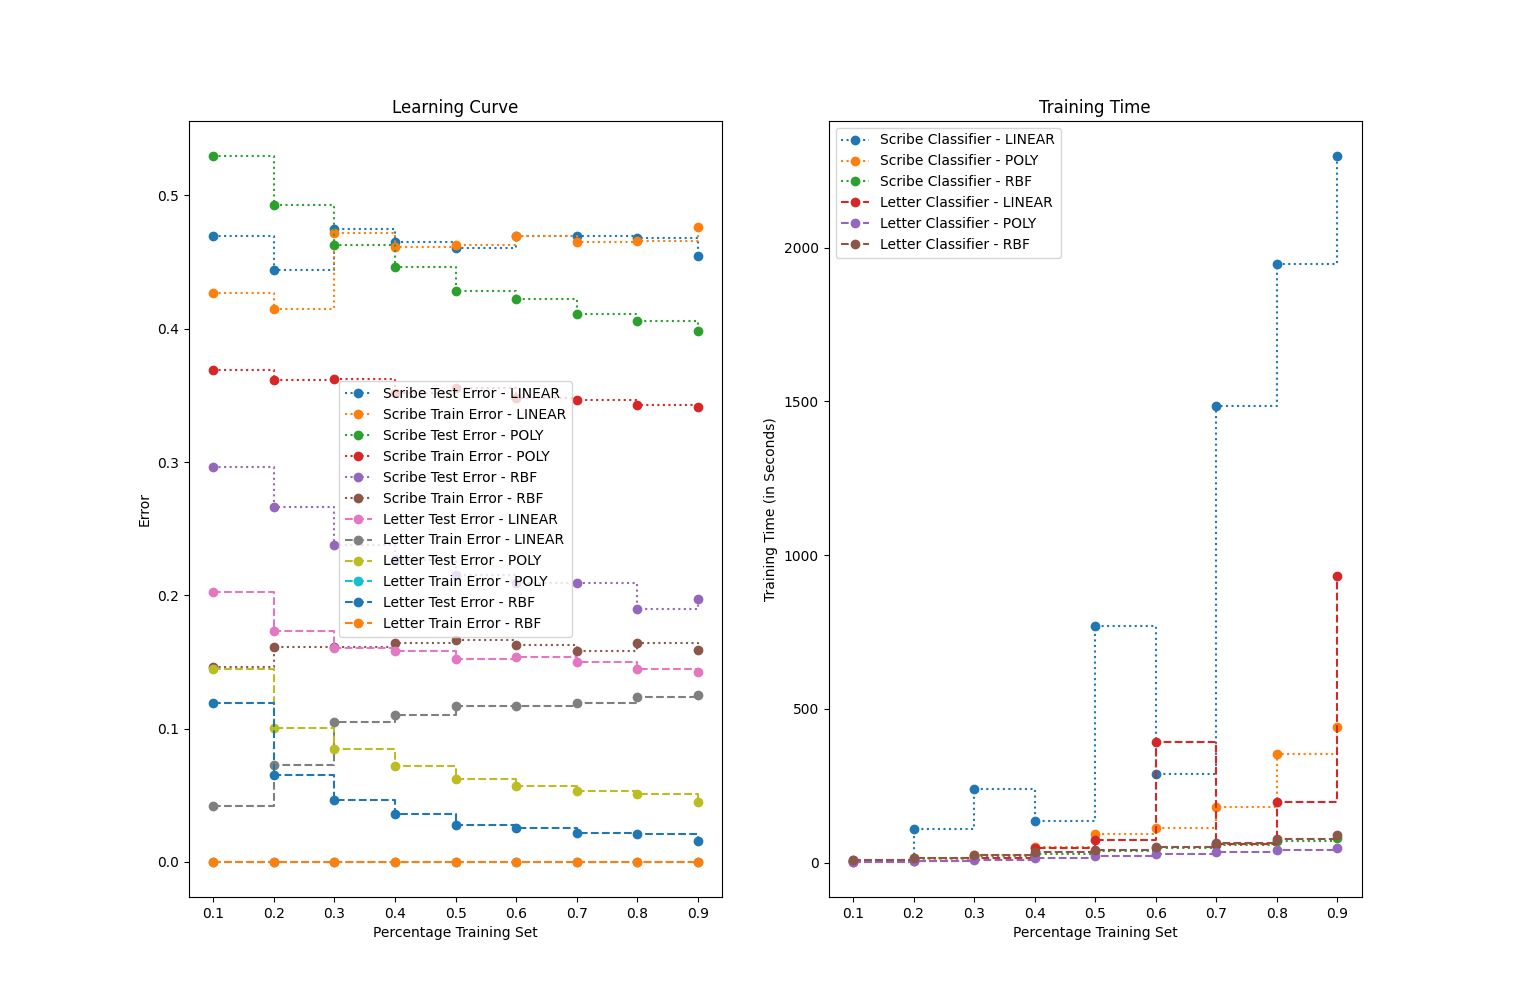 Learning Curve
Error
0.5
0.4
0.3
0.2
0.1
0.0
Scribe Test Error - LINEAR
Scribe Train Error - LINEAR
Scribe Test Error - POLY
Scribe Train Error - POLY
Scribe Test Error - RBF
Scribe Train Error - RBF
Letter Test Error - LINEAR
Letter Train Error - LINEAR
Letter Test Error - POLY
Letter Train Error - POLY
Letter Test Error - RBF
Letter Train Error - RBF
0.1 0.2 0.3 0.4 0.5 0.6 0.7 0.8 0.9
Percentage Training Set
Training Time
Training Time (in Seconds)
2000
1500
1000
500
0
Scribe Classifier - LINEAR
Scribe Classifier - POLY
Scribe Classifier - RBF
Letter Classifier - LINEAR
Letter Classifier - POLY
Letter Classifier - RBF
0.1 0.2 0.3 0.4 0.5 0.6 0.7 0.8 0.9
Percentage Training Set